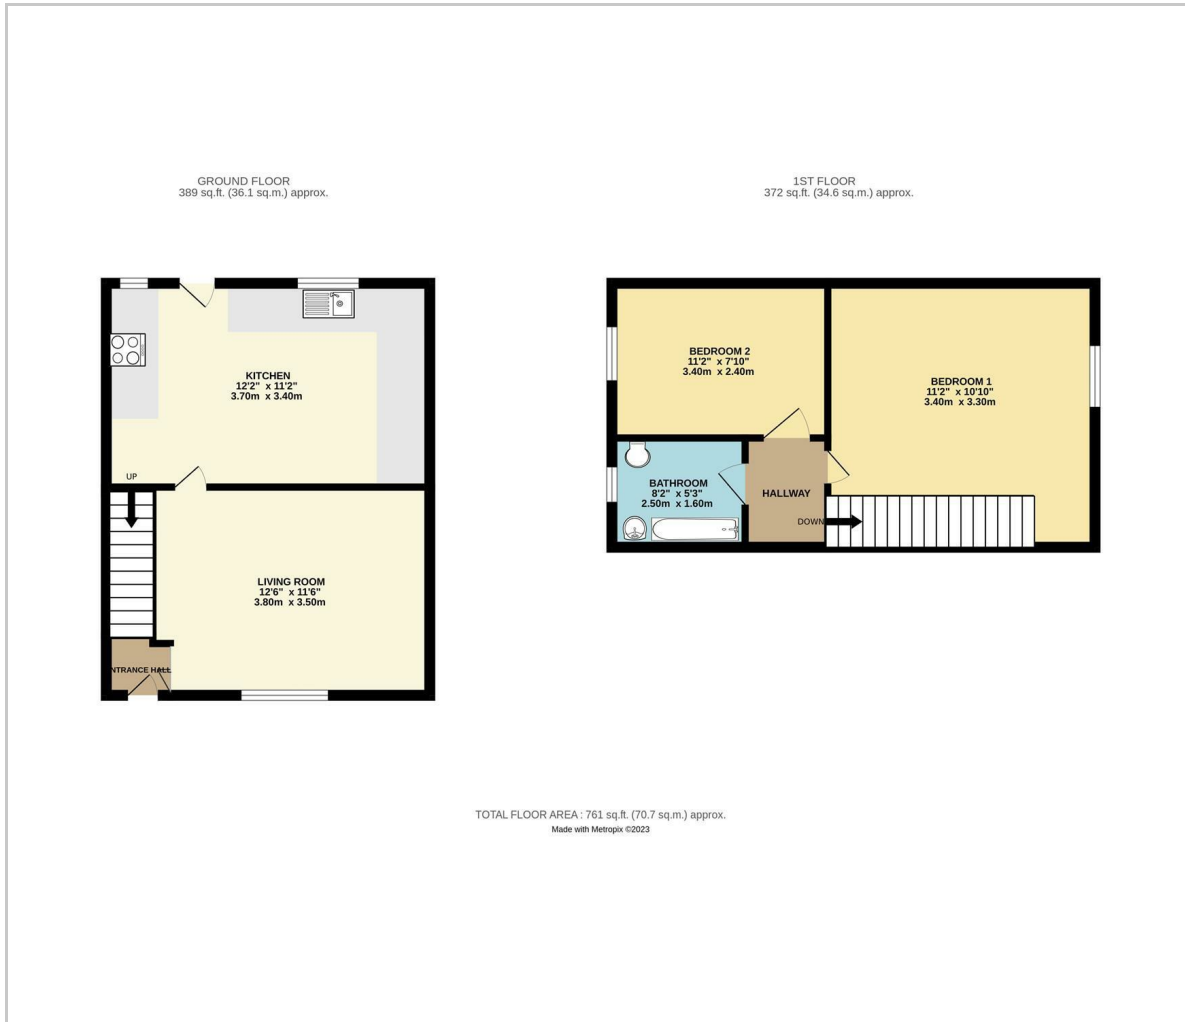 GROUND FLOOR
389 sq.ft. (36.1 sq.m.) approx.
1ST FLOOR
372 sq.ft. (34.6 sq.m.) approx.
KITCHEN
12'2" x 11'2"
3.70m x 3.40m
UP
LIVING ROOM
12'6" x 11'6"
3.80m x 3.50m
NTRANCE HALL
BEDROOM 2
11'2" x 7'10"
3.40m x 2.40m
BEDROOM 1
11'2" x 10'10"
3.40m x 3.30m
BATHROOM
8'2" x 5'3"
2.50m x 1.60m
HALLWAY
DOWN
TOTAL FLOOR AREA : 761 sq.ft. (70.7 sq.m.) approx.
Made with Metropix ©2023